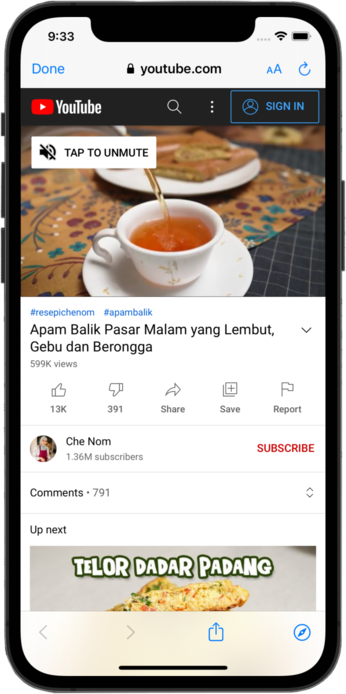 9:33
Done
youtube.com
AA
YouTube
SIGN IN
TAP TO UNMUTE
#resepichenom #apambalik
Apam Balik Pasar Malam yang Lembut,
Gebu dan Berongga
599K views
13K
391
Share
Save
Report
Che Nom
1.36M subscribers
SUBSCRIBE
Comments • 791
Up next
TELOR DADAR PADANG